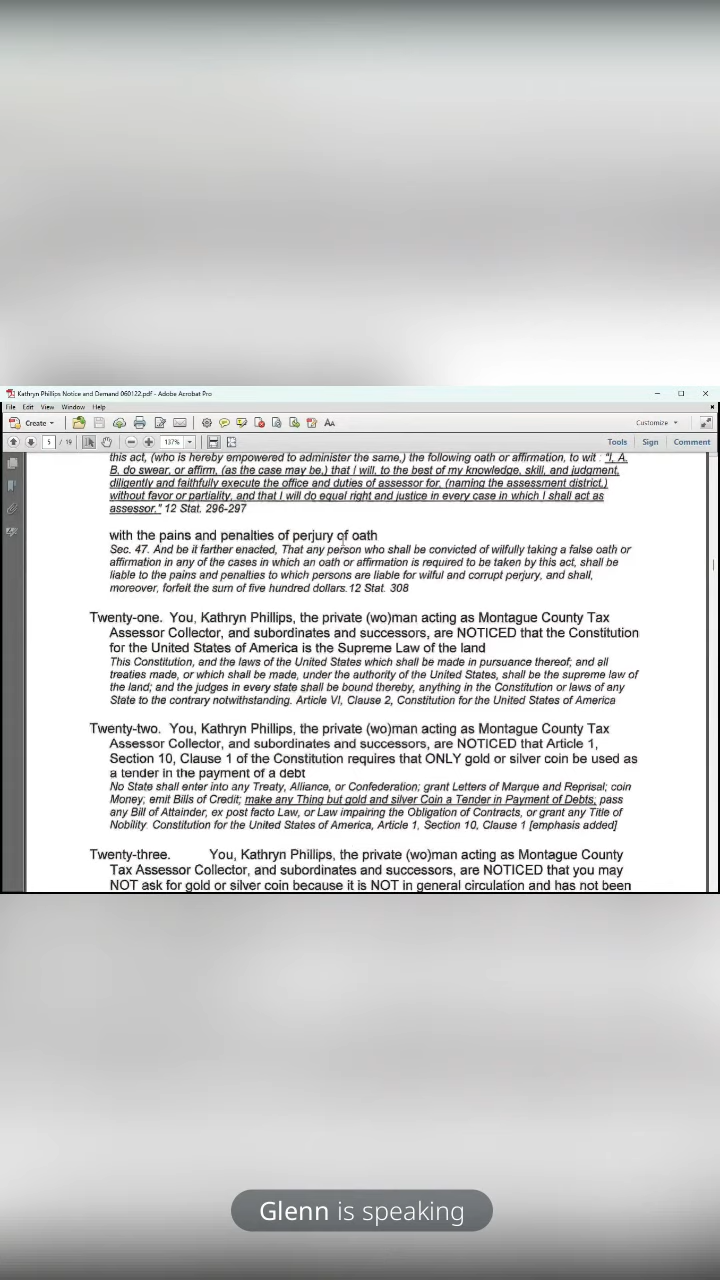 Kathryn Phillips Notice and Demand 060122.pdf - Adobe Acrobat Pro
File Edit View Window Help
Create
Customize
5 / 19 137% Tools Sign Comment
this act, (who is hereby empowered to administer the same,) the following oath or affirmation, to wit : "I, A.
B, do swear, or affirm, (as the case may be,) that I will, to the best of my knowledge, skill, and judgment,
diligently and faithfully execute the office and duties of assessor for, (naming the assessment district,)
without favor or partiality, and that I will do equal right and justice in every case in which I shall act as
assessor." 12 Stat. 296-297
with the pains and penalties of perjury of oath
Sec. 47. And be it farther enacted, That any person who shall be convicted of wilfully taking a false oath or
affirmation in any of the cases in which an oath or affirmation is required to be taken by this act, shall be
liable to the pains and penalties to which persons are liable for wilful and corrupt perjury, and shall,
moreover, forfeit the sum of five hundred dollars. 12 Stat. 308
Twenty-one. You, Kathryn Phillips, the private (wo)man acting as Montague County Tax
Assessor Collector, and subordinates and successors, are NOTICED that the Constitution
for the United States of America is the Supreme Law of the land
This Constitution, and the laws of the United States which shall be made in pursuance thereof; and all
treaties made, or which shall be made, under the authority of the United States, shall be the supreme law of
the land; and the judges in every state shall be bound thereby, anything in the Constitution or laws of any
State to the contrary notwithstanding. Article VI, Clause 2, Constitution for the United States of America
Twenty-two. You, Kathryn Phillips, the private (wo)man acting as Montague County Tax
Assessor Collector, and subordinates and successors, are NOTICED that Article 1,
Section 10, Clause 1 of the Constitution requires that ONLY gold or silver coin be used as
a tender in the payment of a debt
No State shall enter into any Treaty, Alliance, or Confederation; grant Letters of Marque and Reprisal; coin
Money; emit Bills of Credit; make any Thing but gold and silver Coin a Tender in Payment of Debts; pass
any Bill of Attainder, ex post facto Law, or Law impairing the Obligation of Contracts, or grant any Title of
Nobility. Constitution for the United States of America, Article 1, Section 10, Clause 1 [emphasis added]
Twenty-three. You, Kathryn Phillips, the private (wo)man acting as Montague County
Tax Assessor Collector, and subordinates and successors, are NOTICED that you may
NOT ask for gold or silver coin because it is NOT in general circulation and has not been
Glenn is speaking